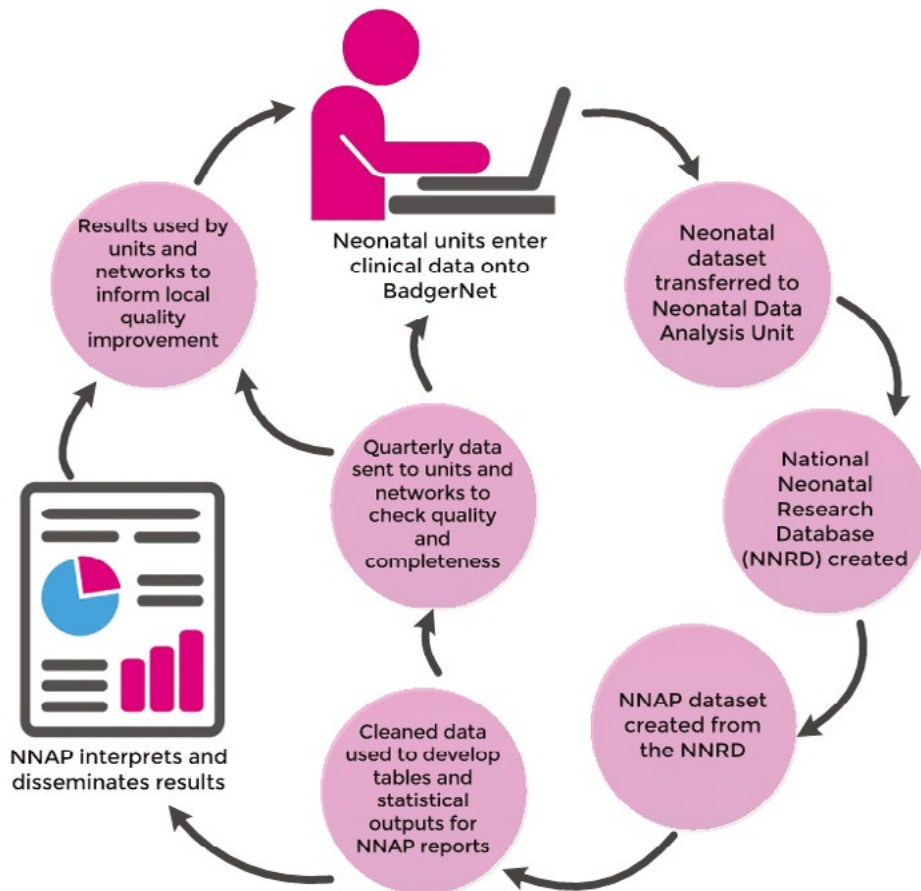 Neonatal units enter
clinical data onto
BadgerNet
Neonatal
dataset
transferred to
Neonatal Data
Analysis Unit
National
Neonatal
Research
Database
(NNRD) created
NNAP dataset
created from
the NNRD
Cleaned data
used to develop
tables and
statistical
outputs for
NNAP reports
Quarterly data
sent to units and
networks to
check quality
and
completeness
NNAP interprets and
disseminates results
Results used by
units and
networks to
inform local
quality
improvement